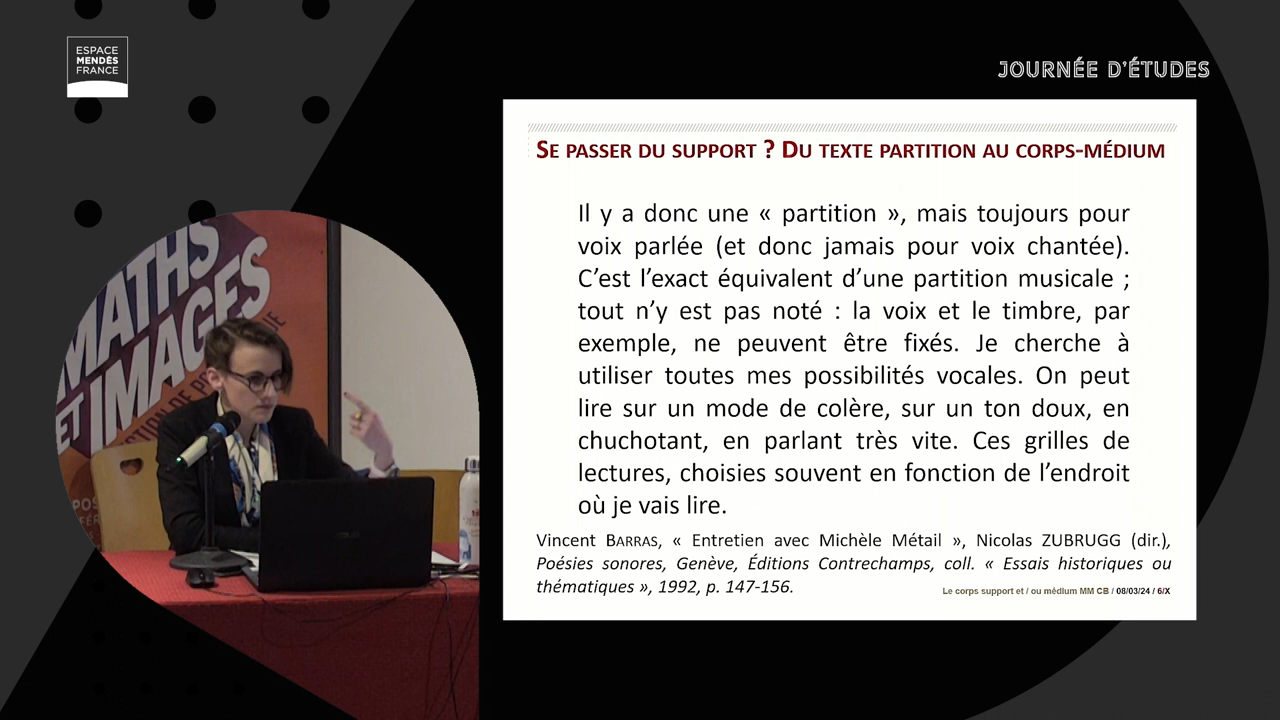 ESPACE
MENDÈS
FRANCE
JOURNÉE D'ÉTUDES
SE PASSER DU SUPPORT ? DU TEXTE PARTITION AU CORPS-MÉDIUM
Il y a donc une « partition », mais toujours pour
voix parlée (et donc jamais pour voix chantée).
C’est l’exact équivalent d’une partition musicale ;
tout n’y est pas noté : la voix et le timbre, par
exemple, ne peuvent être fixés. Je cherche à
utiliser toutes mes possibilités vocales. On peut
lire sur un mode de colère, sur un ton doux, en
chuchotant, en parlant très vite. Ces grilles de
lectures, choisies souvent en fonction de l’endroit
où je vais lire.
Vincent BARRAS, « Entretien avec Michèle Métail », Nicolas ZUBRUGG (dir.),
Poésies sonores, Genève, Éditions Contrechamps, coll. « Essais historiques ou
thématiques », 1992, p. 147-156.
Le corps support et / ou médium MM CB / 08/03/24 / 6/X
MATHS
ET IMAGES